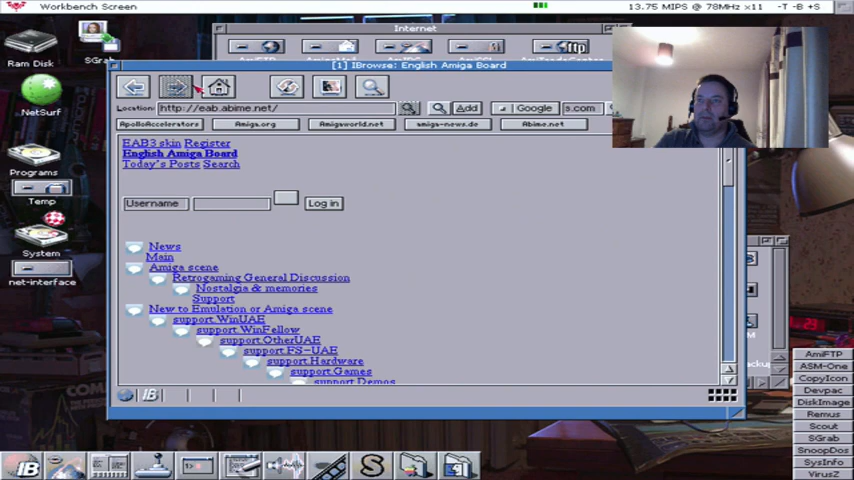 Workbench Screen
13.75 MIPS @ 78MHz x11 -T -B +S
Internet
Ram Disk
SGrab
[1] IBrowse: English Amiga Board
NetSurf
Location: http://eab.abime.net/
Add
Google
s.com
ApolloAccelerators
Amiga.org
Amigaworld.net
amiga-news.de
Abime.net
EAB3 skin Register
English Amiga Board
Today's Posts Search
Programs
Temp
Username
Log in
System
net-interface
News
Main
Amiga scene
Retrogaming General Discussion
Nostalgia & memories
Support
New to Emulation or Amiga scene
support.WinUAE
support.WinFellow
support.OtherUAE
support.FS-UAE
support.Hardware
support.Games
support.Demos
AmiFTP
ASM-One
CopyIcon
Devpac
DiskImage
Remus
Scout
SGrab
SnoopDos
SysInfo
VirusZ